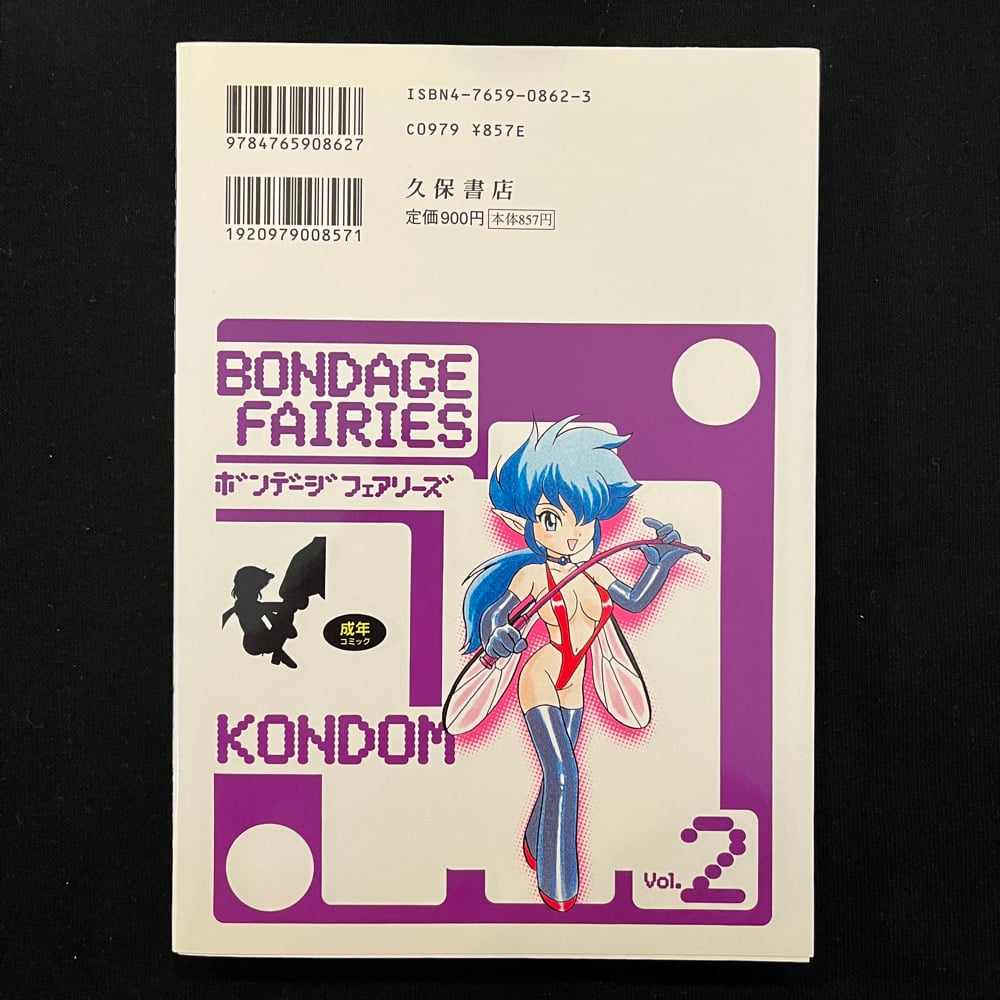 ISBN4-7659-0862-3
9784765908627
C0979 ¥857E
久保書店
1920979008571
定価900円 本体857円
BONDAGE
FAIRIES
ボンデージフェアリーズ
成年
コミック
KONDOM
Vol.2